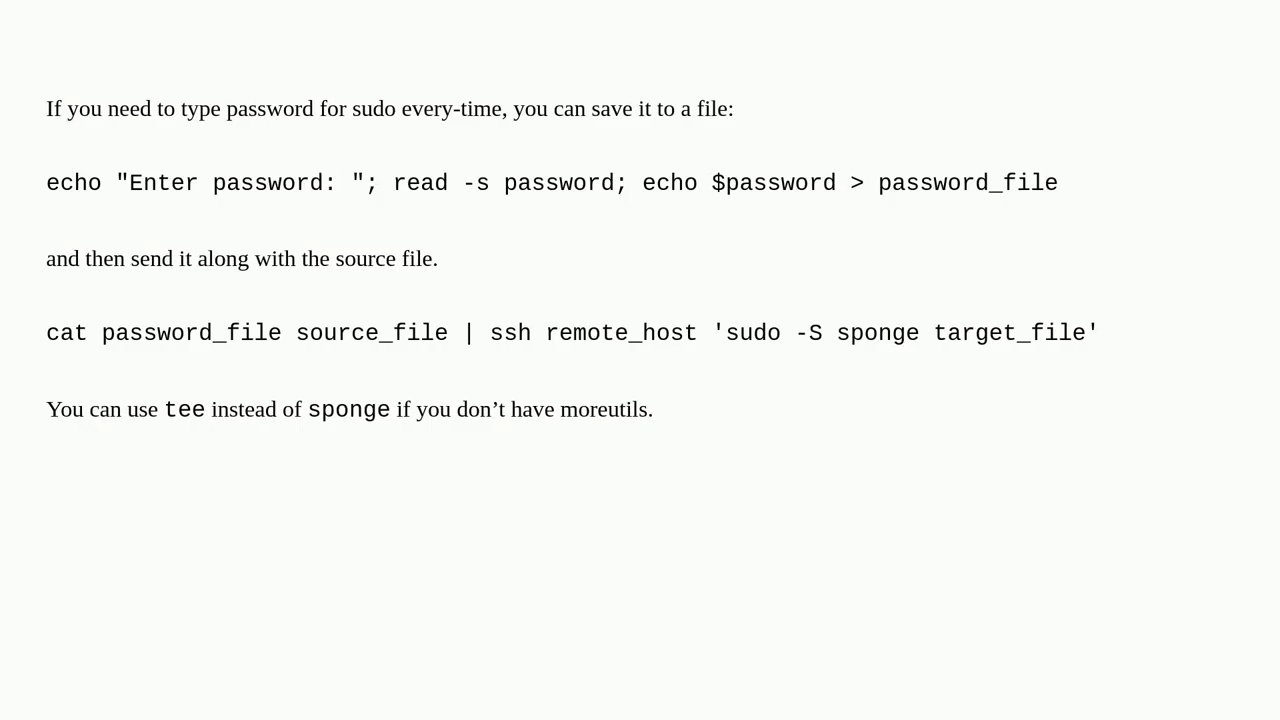 If you need to type password for sudo every-time, you can save it to a file:
echo "Enter password: "; read -s password; echo $password > password_file
and then send it along with the source file.
cat password_file source_file | ssh remote_host 'sudo -S sponge target_file'
You can use tee instead of sponge if you don’t have moreutils.